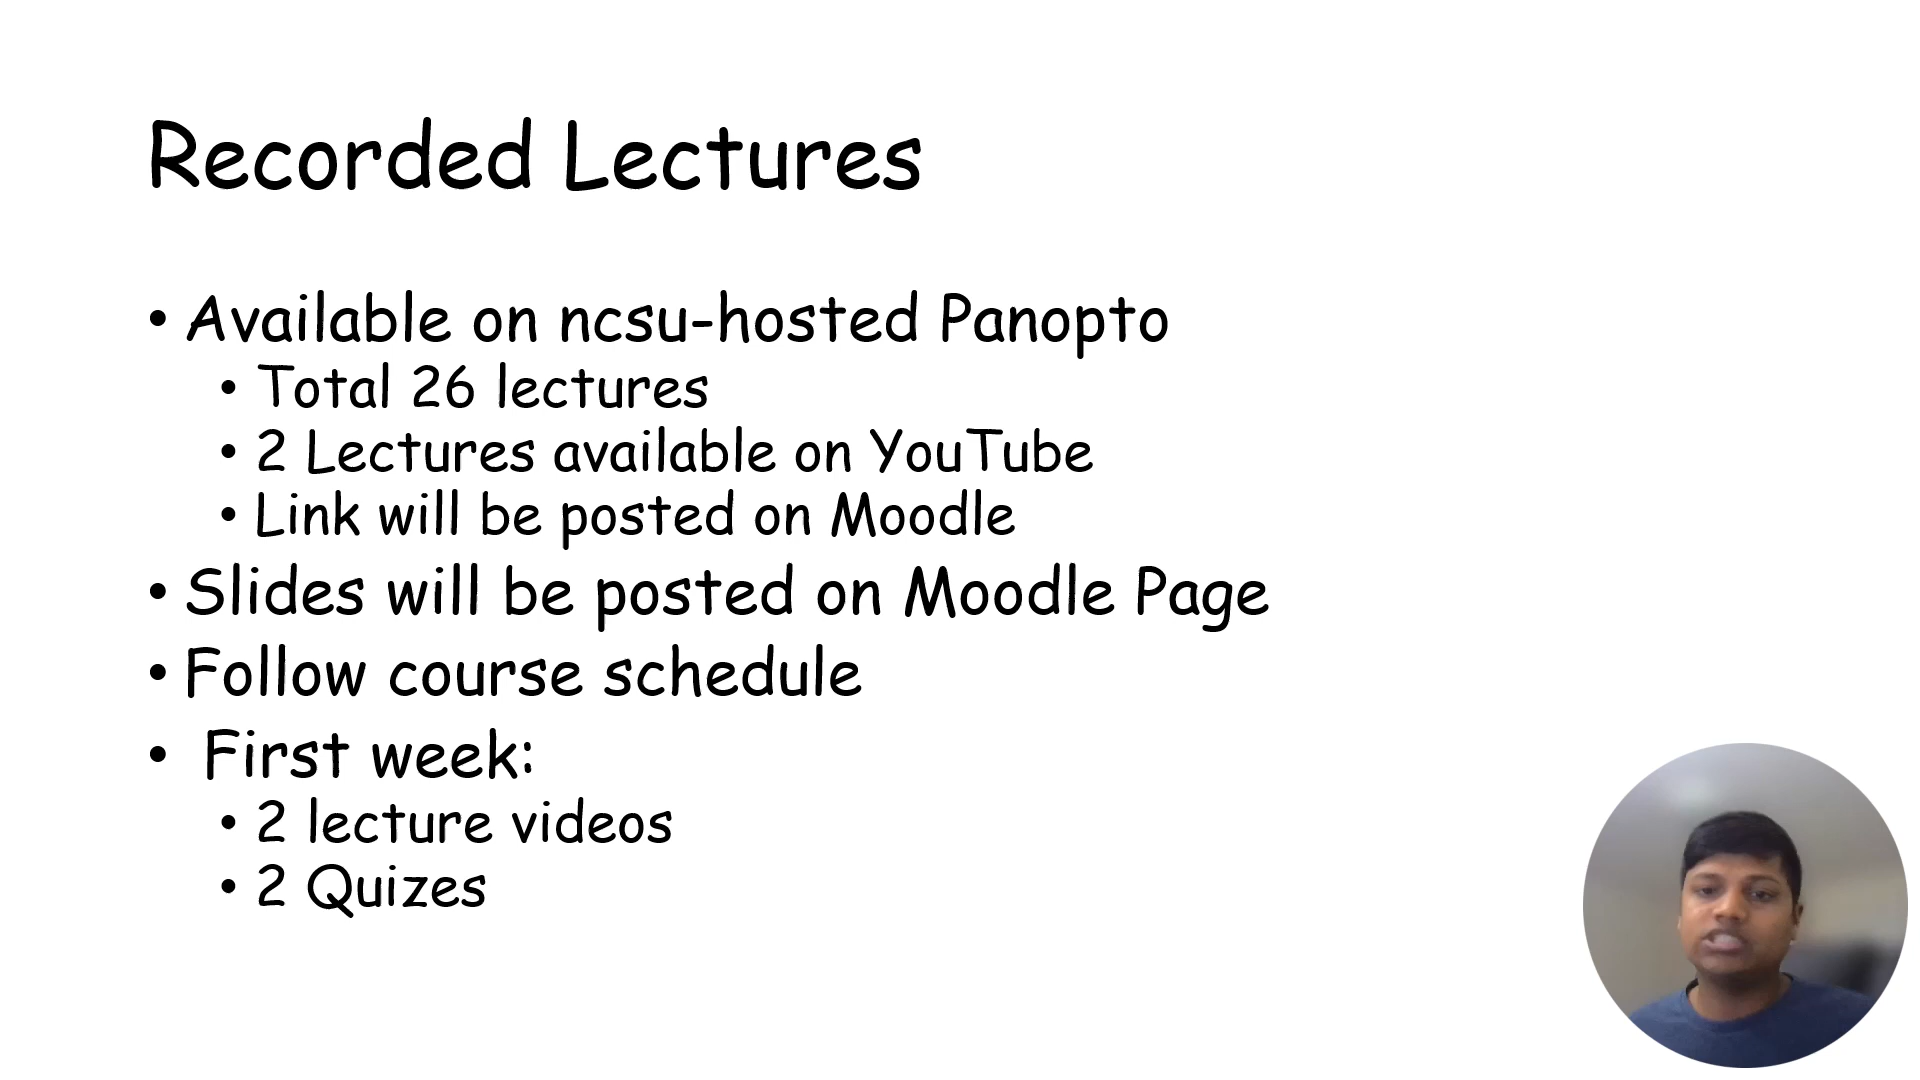 Recorded Lectures
• Available on ncsu-hosted Panopto
• Total 26 lectures
• 2 Lectures available on YouTube
• Link will be posted on Moodle
• Slides will be posted on Moodle Page
• Follow course schedule
• First week:
• 2 lecture videos
• 2 Quizes